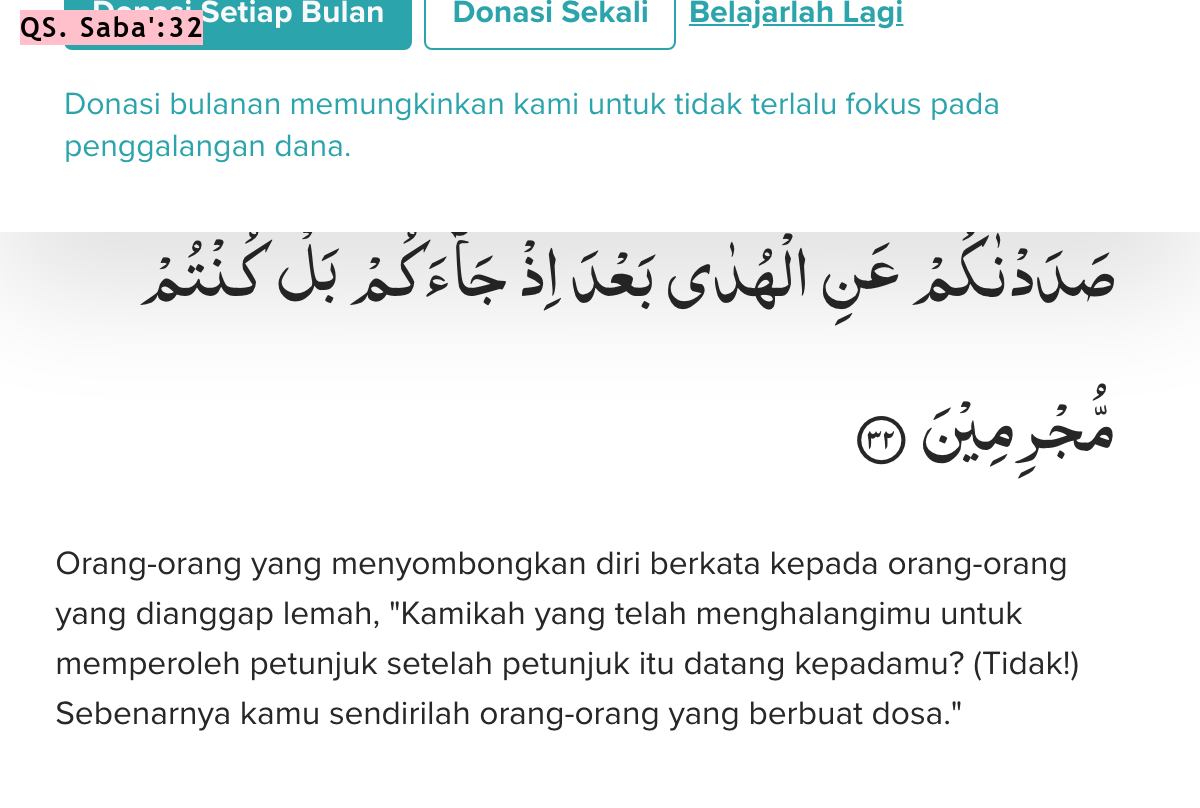 QS. Saba':32
Setiap Bulan
Donasi Sekali
Belajarlah Lagi
Donasi bulanan memungkinkan kami untuk tidak terlalu fokus pada
penggalangan dana.
صَدَدْنٰكُمْ عَنِ الْهُدٰى بَعْدَ اِذْ جَاۤءَكُمْ بَلْ كُنْتُمْ
مُّجْرِمِيْنَ ٣٢
Orang-orang yang menyombongkan diri berkata kepada orang-orang
yang dianggap lemah, "Kamikah yang telah menghalangimu untuk
memperoleh petunjuk setelah petunjuk itu datang kepadamu? (Tidak!)
Sebenarnya kamu sendirilah orang-orang yang berbuat dosa."